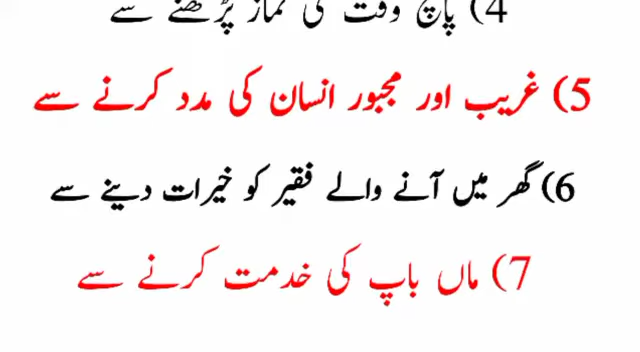 4) پانچ وقت کی نماز پڑھنے سے
5) غریب اور مجبور انسان کی مدد کرنے سے
6) گھر میں آنے والے فقیر کو خیرات دینے سے
7) ماں باپ کی خدمت کرنے سے